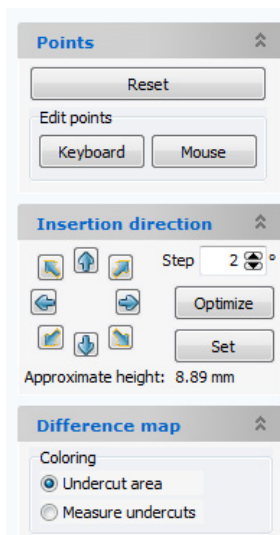 Points
Reset
Edit points
Keyboard Mouse
Insertion direction
Step 2 °
Optimize
Set
Approximate height: 8.89 mm
Difference map
Coloring
Undercut area
Measure undercuts